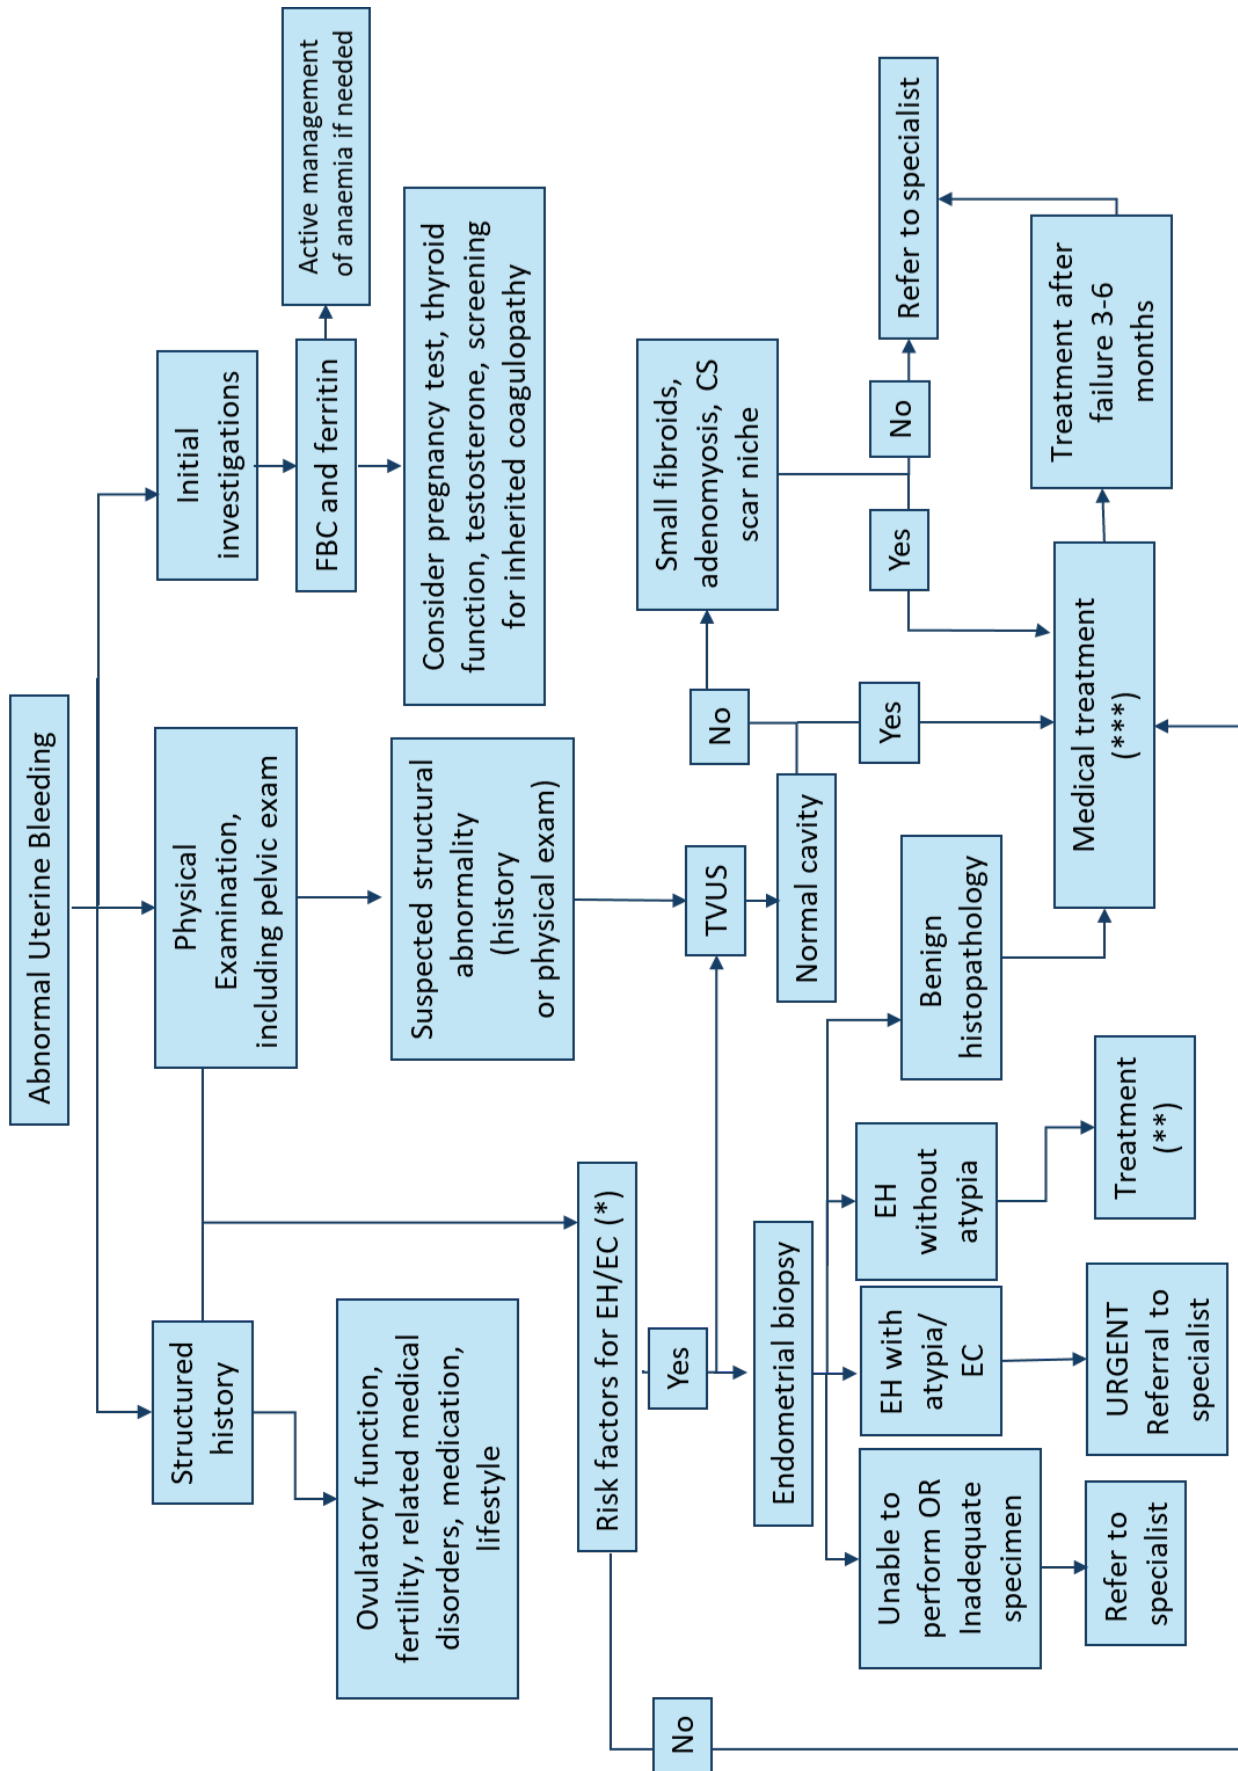 Abnormal Uterine Bleeding
Structured
history
Physical
Examination,
including pelvic exam
Initial
investigations
Ovulatory function,
fertility, related medical
disorders, medication,
lifestyle
FBC and ferritin
Active management
of anaemia if needed
Suspected structural
abnormality
(history
or physical exam)
Consider pregnancy test, thyroid
function, testosterone, screening
for inherited coagulopathy
Risk factors for EH/EC (*)
No
Yes
TVUS
Endometrial biopsy
Normal cavity
No
Yes
Small fibroids,
adenomyosis, CS
scar niche
Yes
No
Refer to specialist
Unable to
perform OR
Inadequate
specimen
EH with
atypia/
EC
EH
without
atypia
Benign
histopathology
Refer to
specialist
URGENT
Referral to
specialist
Treatment
(**)
Medical treatment
(***)
Treatment after
failure 3-6
months